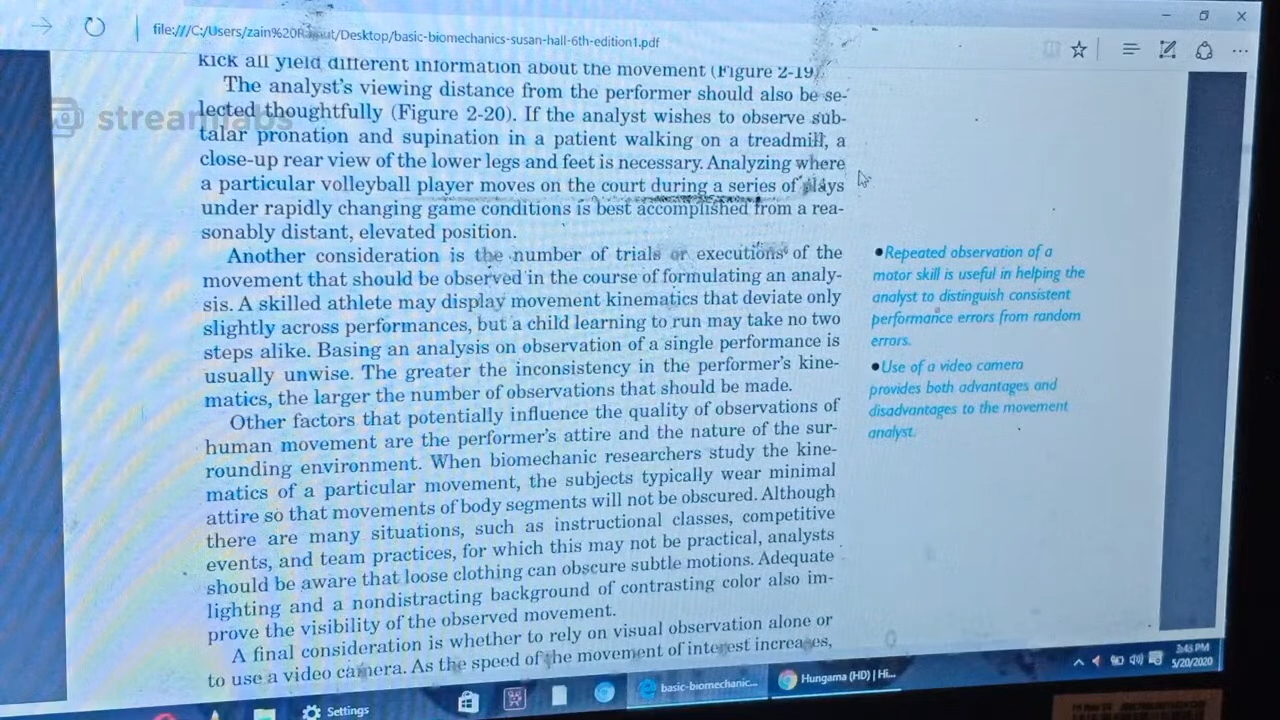 file:///C:/Users/zain%20Rajput/Desktop/basic-biomechanics-susan-hall-6th-edition1.pdf
kick all yield different information about the movement (Figure 2-19).
The analyst's viewing distance from the performer should also be se-
lected thoughtfully (Figure 2-20). If the analyst wishes to observe sub-
streamlabs
talar pronation and supination in a patient walking on a treadmill, a
close-up rear view of the lower legs and feet is necessary. Analyzing where
a particular volleyball player moves on the court during a series of plays
under rapidly changing game conditions is best accomplished from a rea-
sonably distant, elevated position.
Another consideration is the number of trials or executions of the
movement that should be observed in the course of formulating an analy-
sis. A skilled athlete may display movement kinematics that deviate only
slightly across performances, but a child learning to run may take no two
steps alike. Basing an analysis on observation of a single performance is
usually unwise. The greater the inconsistency in the performer's kine-
matics, the larger the number of observations that should be made.
Other factors that potentially influence the quality of observations of
human movement are the performer's attire and the nature of the sur-
rounding environment. When biomechanic researchers study the kine-
matics of a particular movement, the subjects typically wear minimal
attire so that movements of body segments will not be obscured. Although
there are many situations, such as instructional classes, competitive
events, and team practices, for which this may not be practical, analysts
should be aware that loose clothing can obscure subtle motions. Adequate
lighting and a nondistracting background of contrasting color also im-
prove the visibility of the observed movement.
A final consideration is whether to rely on visual observation alone or
to use a video camera. As the speed of the movement of interest increases,
•Repeated observation of a
motor skill is useful in helping the
analyst to distinguish consistent
performance errors from random
errors.
•Use of a video camera
provides both advantages and
disadvantages to the movement
analyst.
Settings
basic-biomechanic...
Hungama (HD) | Hi...
3:43 PM
5/20/2020